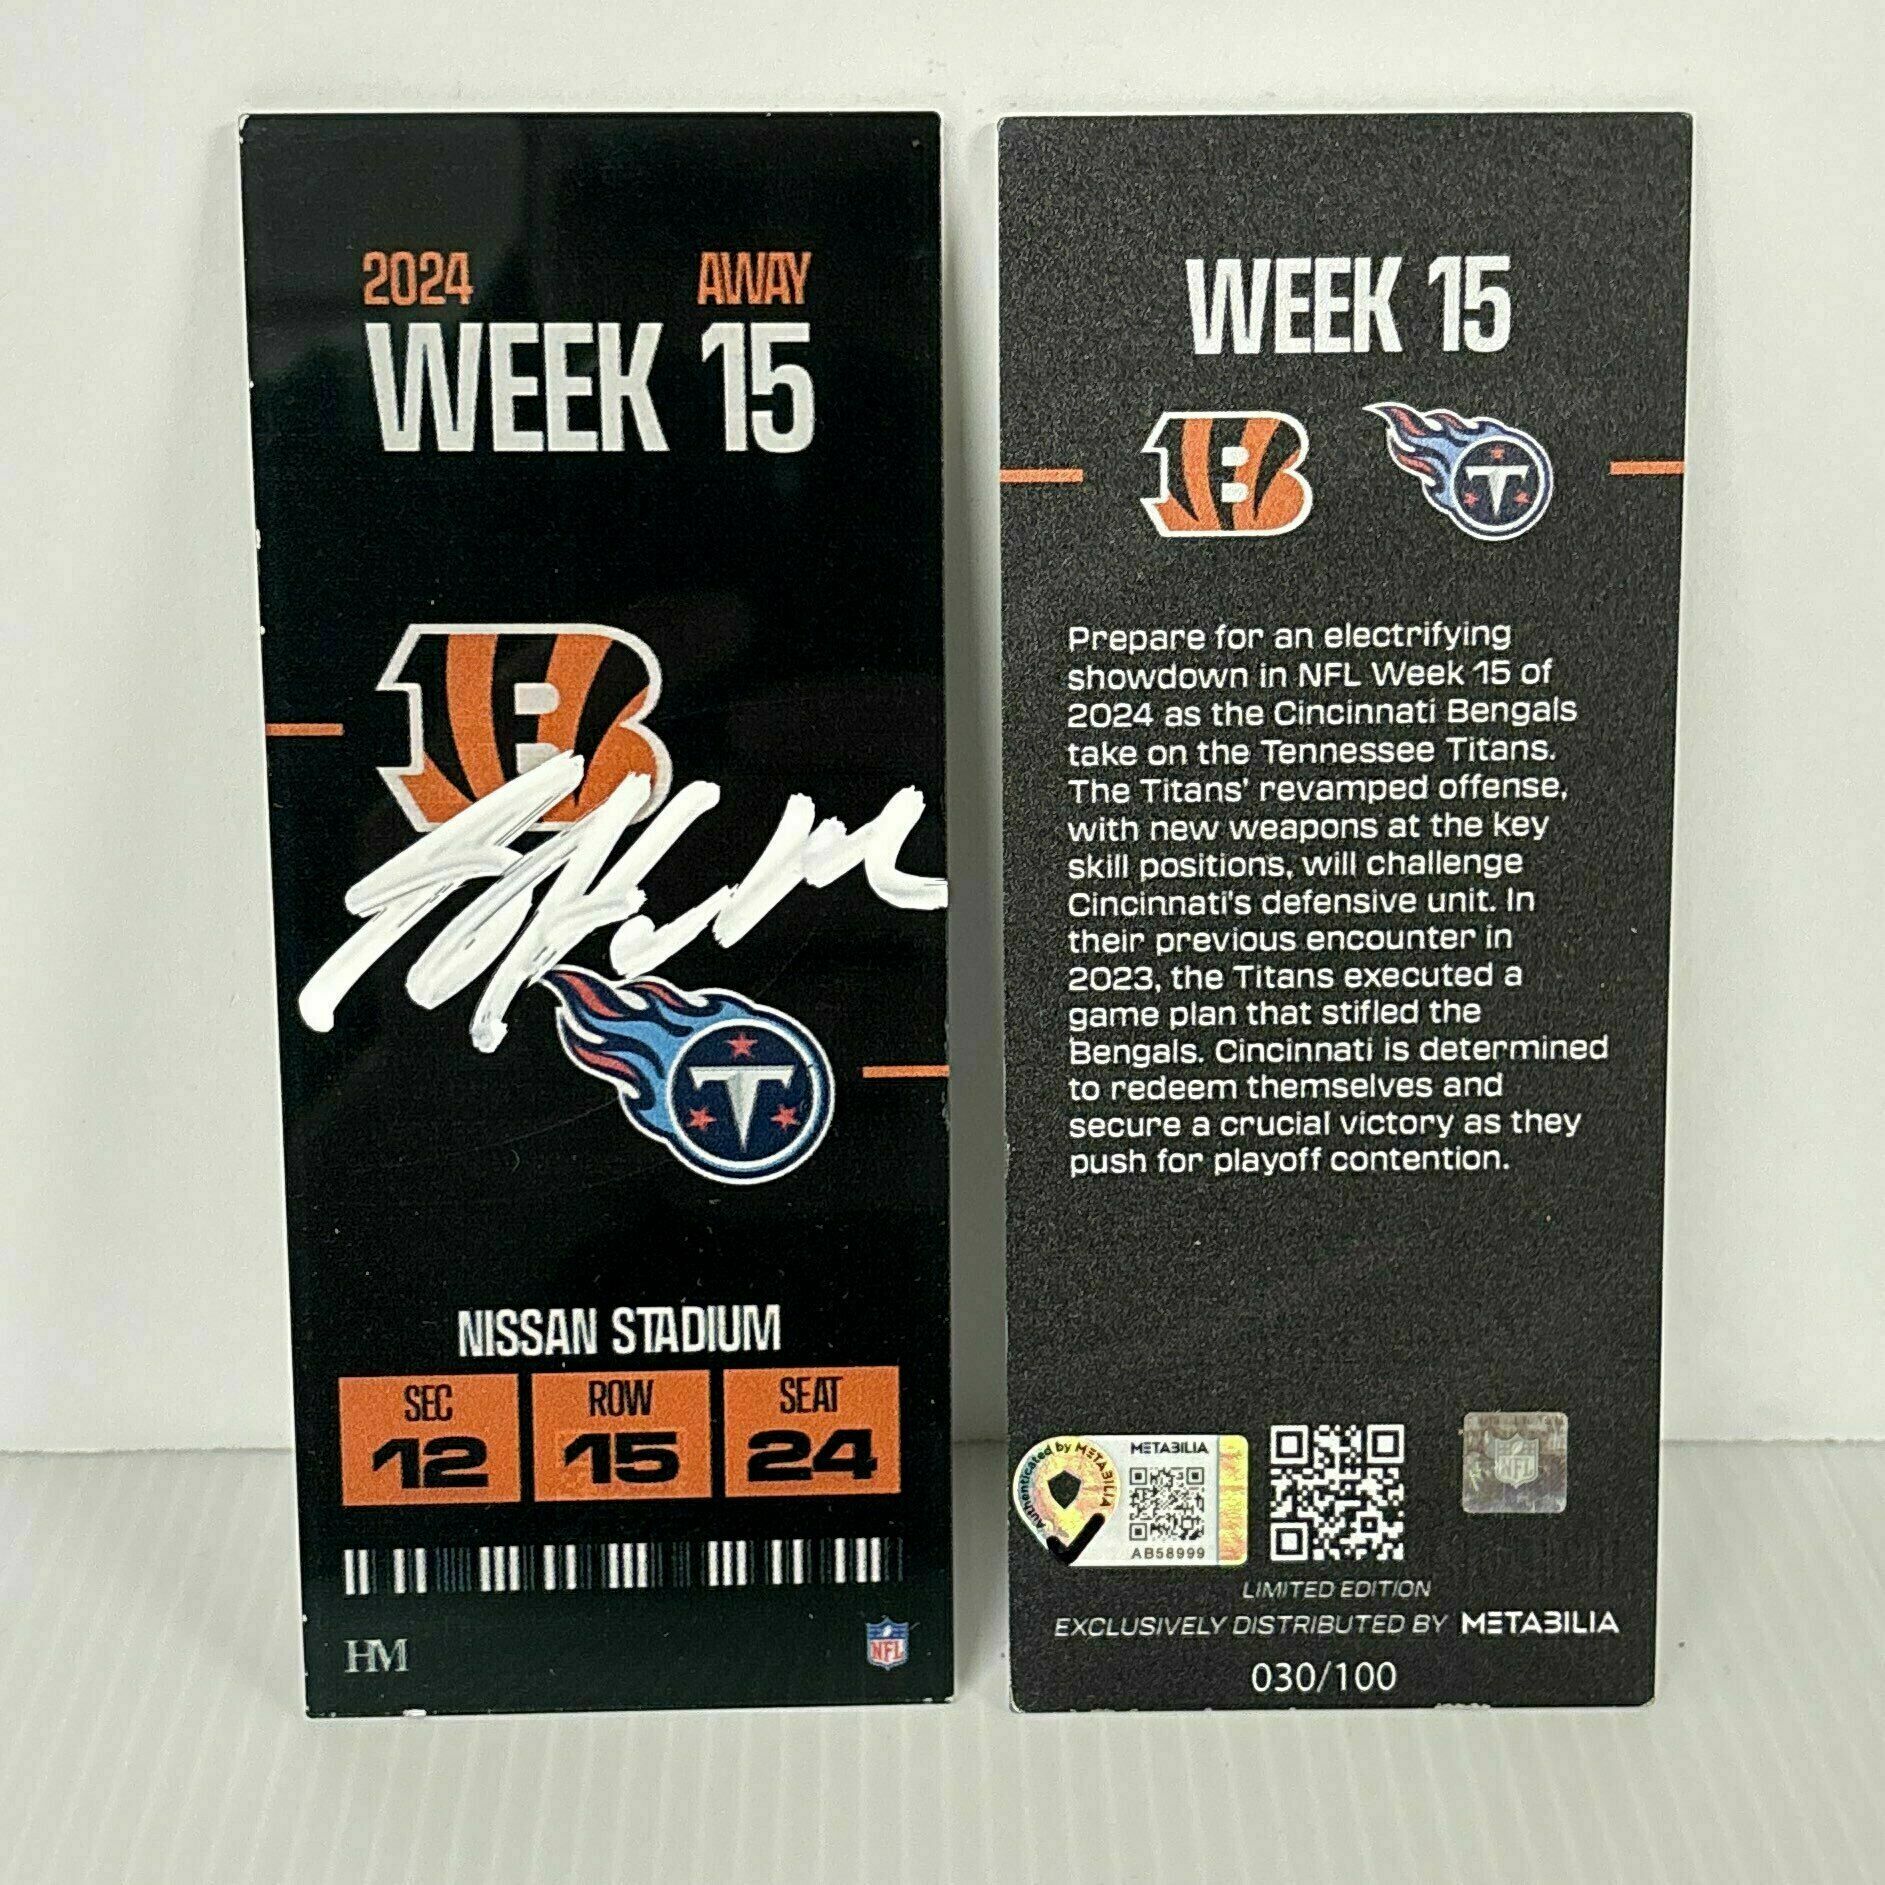 2024 AWAY
WEEK 15
NISSAN STADIUM
SEC ROW SEAT
12 15 24
HM
NFL
WEEK 15
Prepare for an electrifying
showdown in NFL Week 15 of
2024 as the Cincinnati Bengals
take on the Tennessee Titans.
The Titans' revamped offense,
with new weapons at the key
skill positions, will challenge
Cincinnati's defensive unit. In
their previous encounter in
2023, the Titans executed a
game plan that stifled the
Bengals. Cincinnati is determined
to redeem themselves and
secure a crucial victory as they
push for playoff contention.
Authenticated by METABILIA
METABILIA
AB58999
NFL
LIMITED EDITION
EXCLUSIVELY DISTRIBUTED BY METABILIA
030/100